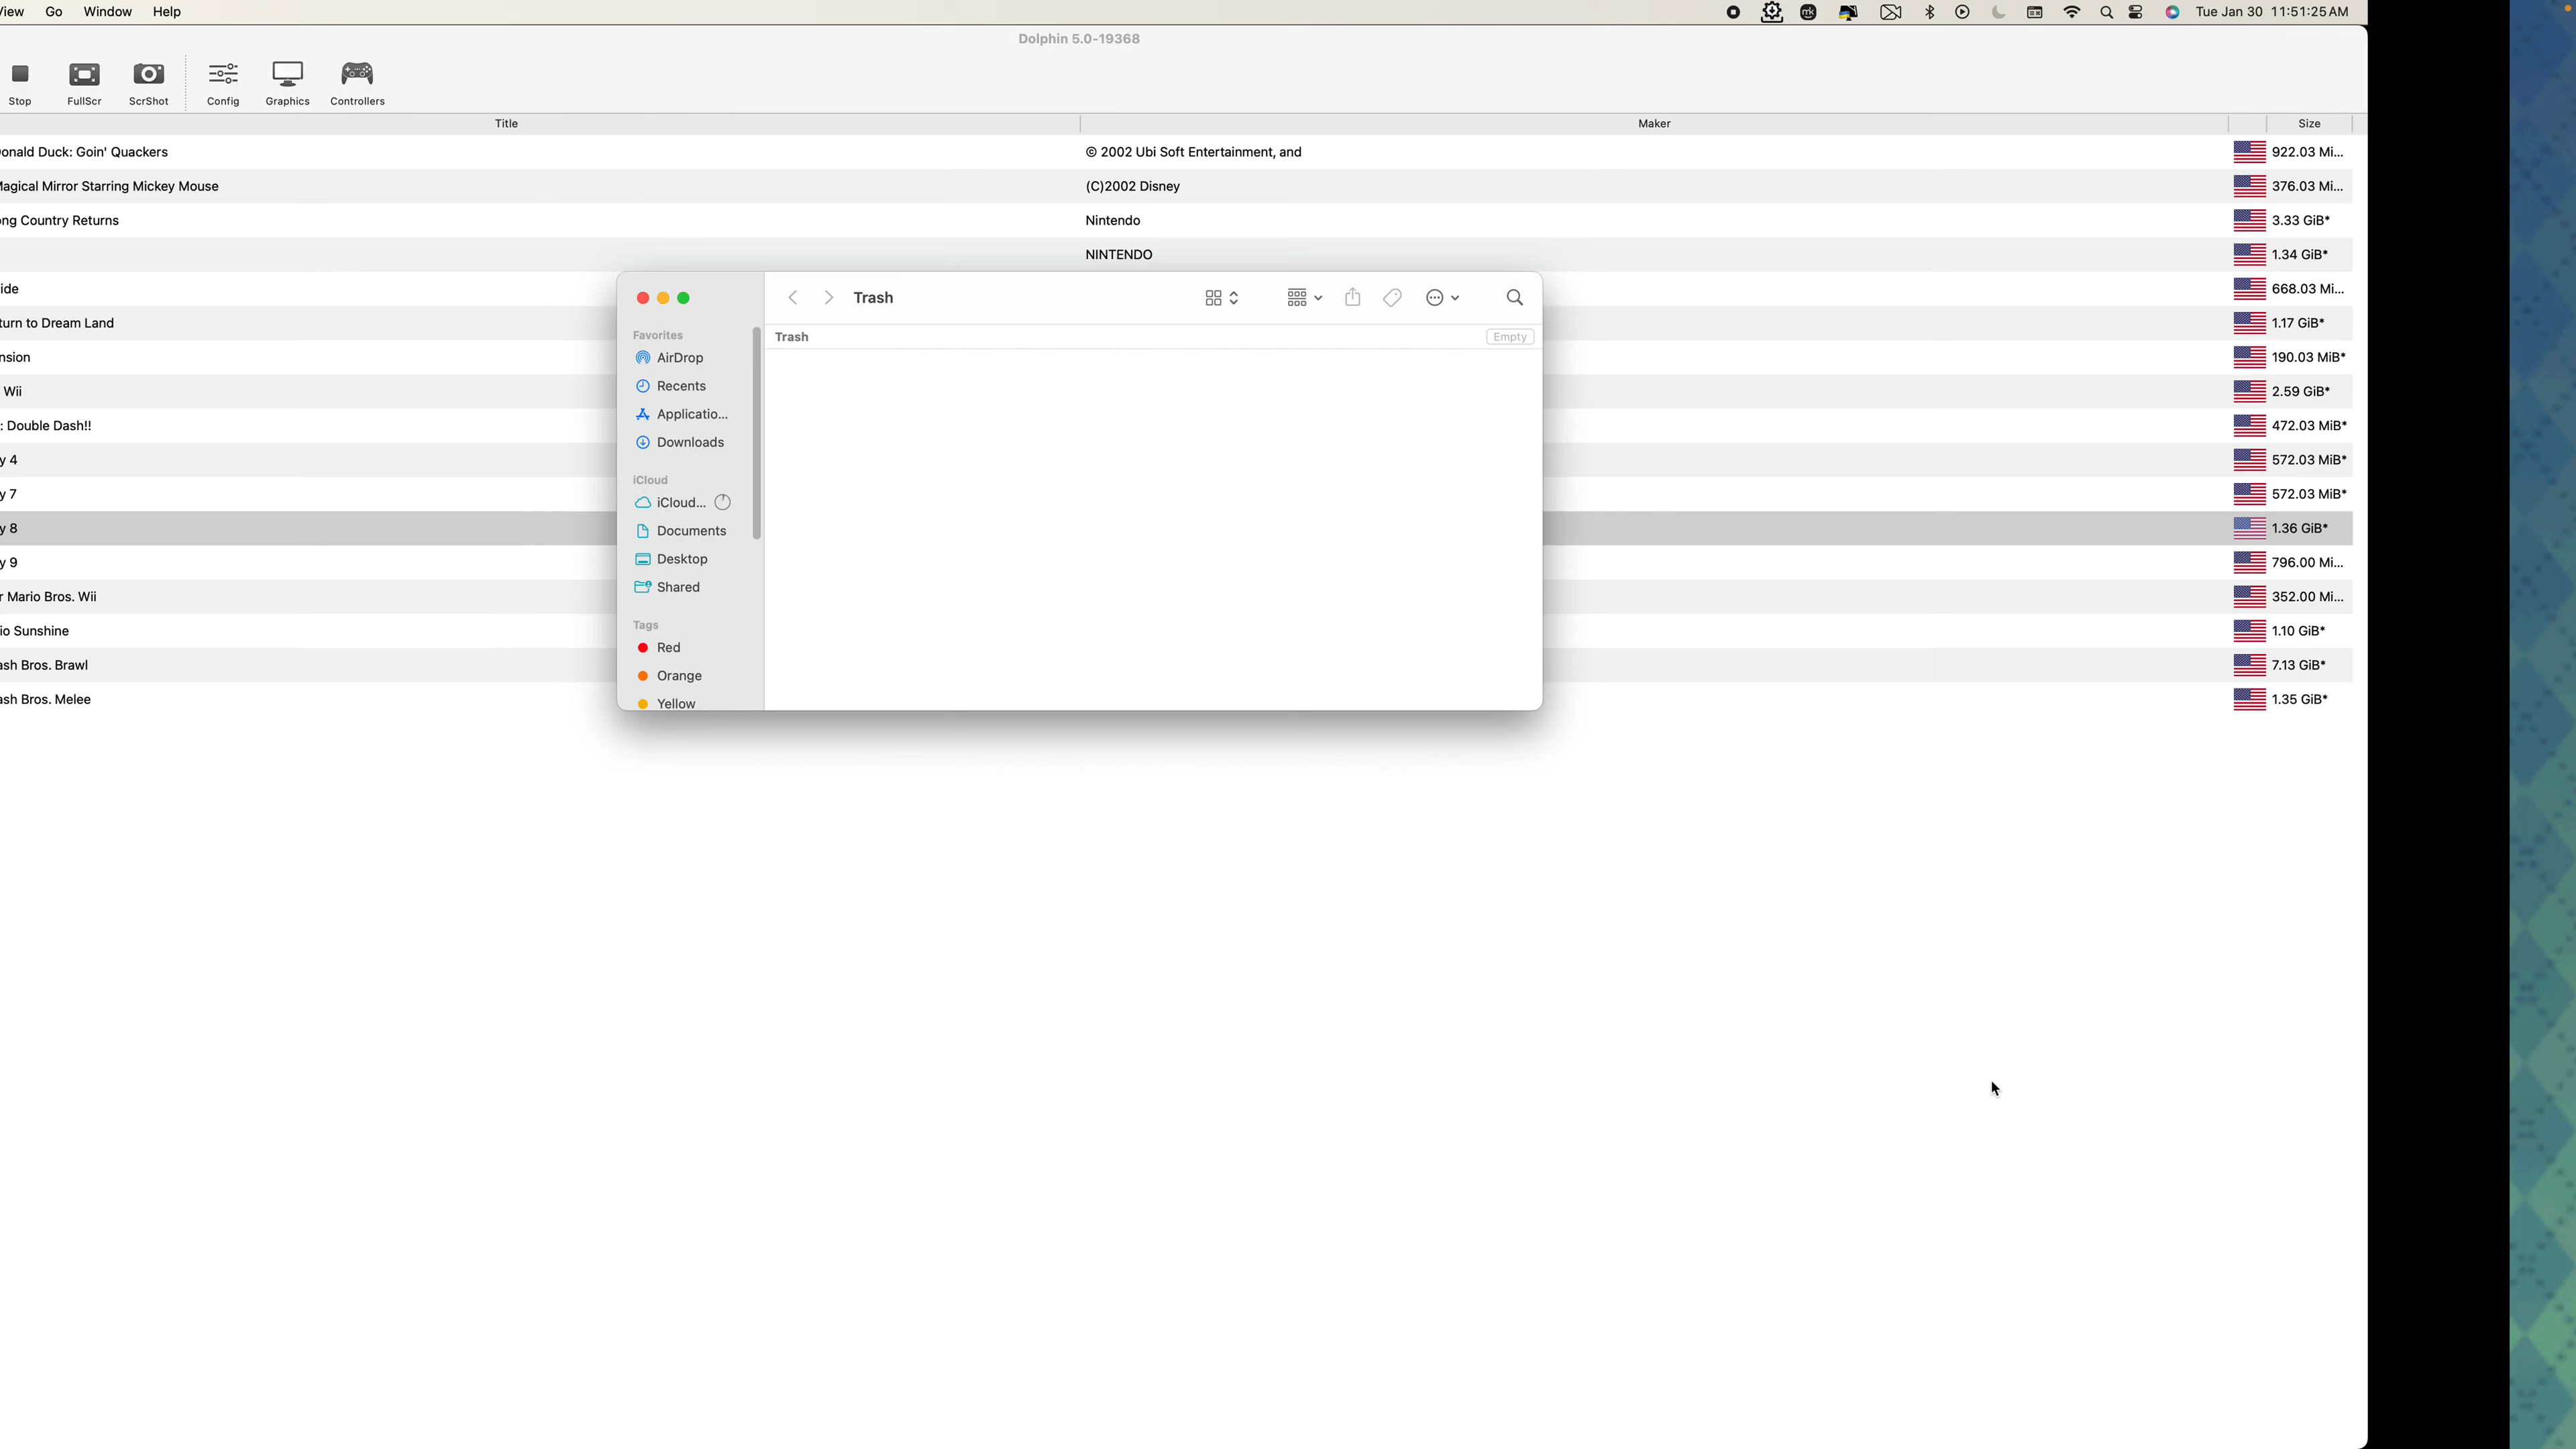 View Go Window Help Tue Jan 30 11:51:25 AM
Dolphin 5.0-19368
Stop FullScr ScrShot Config Graphics Controllers
Title Maker Size
onald Duck: Goin' Quackers © 2002 Ubi Soft Entertainment, and 922.03 Mi...
Magical Mirror Starring Mickey Mouse (C)2002 Disney 376.03 Mi...
ong Country Returns Nintendo 3.33 GiB*
NINTENDO 1.34 GiB*
ide 668.03 Mi...
turn to Dream Land 1.17 GiB*
nsion 190.03 MiB*
Wii 2.59 GiB*
: Double Dash!! 472.03 MiB*
y 4 572.03 MiB*
y 7 572.03 MiB*
y 8 1.36 GiB*
y 9 796.00 Mi...
r Mario Bros. Wii 352.00 Mi...
io Sunshine 1.10 GiB*
ash Bros. Brawl 7.13 GiB*
ash Bros. Melee 1.35 GiB*
Trash
Trash Empty
Favorites
AirDrop
Recents
Applicatio...
Downloads
iCloud
iCloud...
Documents
Desktop
Shared
Tags
Red
Orange
Yellow